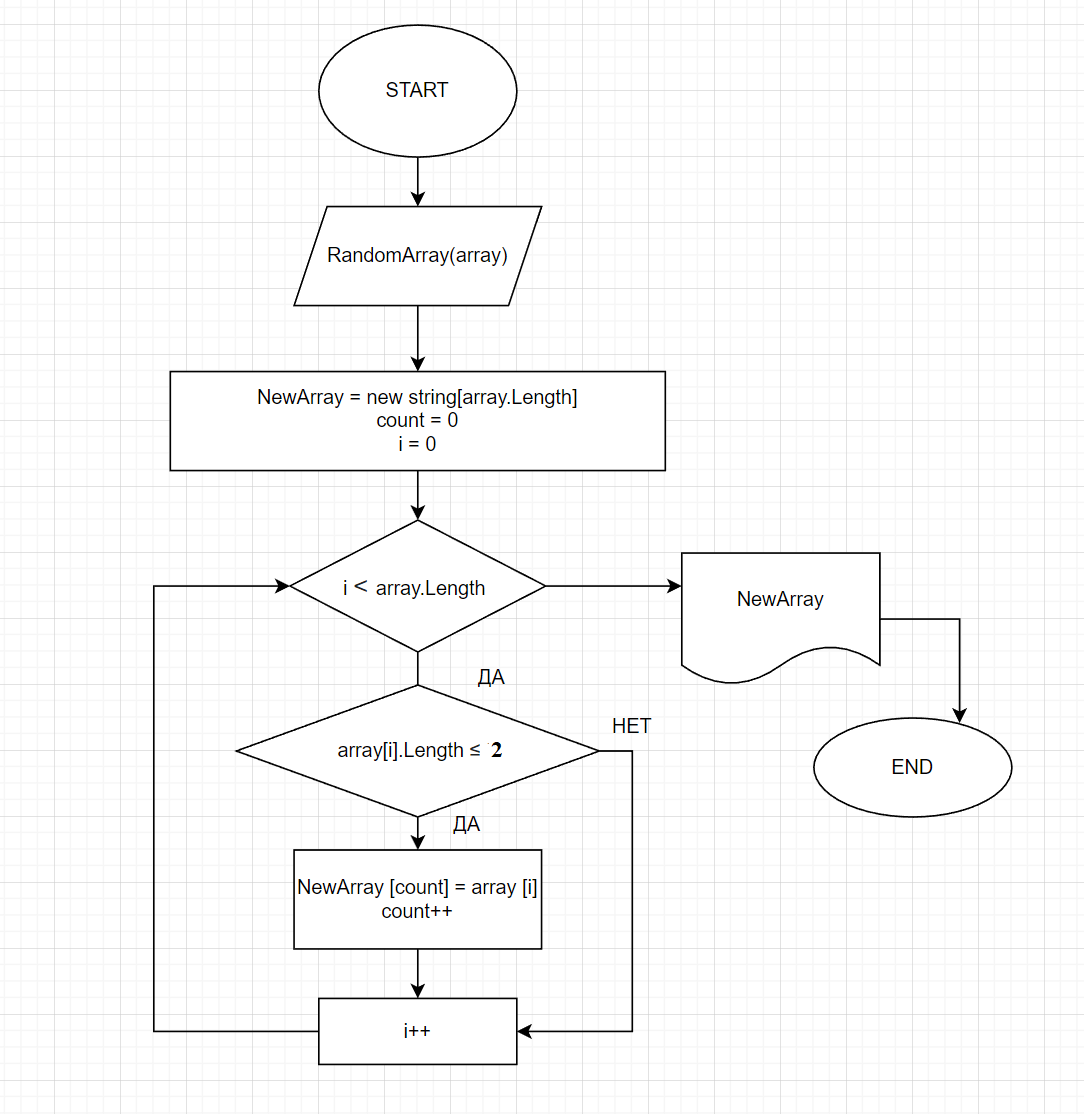 START
RandomArray(array)
NewArray = new string[array.Length]
count = 0
i = 0
i < array.Length
NewArray
ДА
НЕТ
array[i].Length ≤ 2
END
ДА
NewArray [count] = array [i]
count++
i++